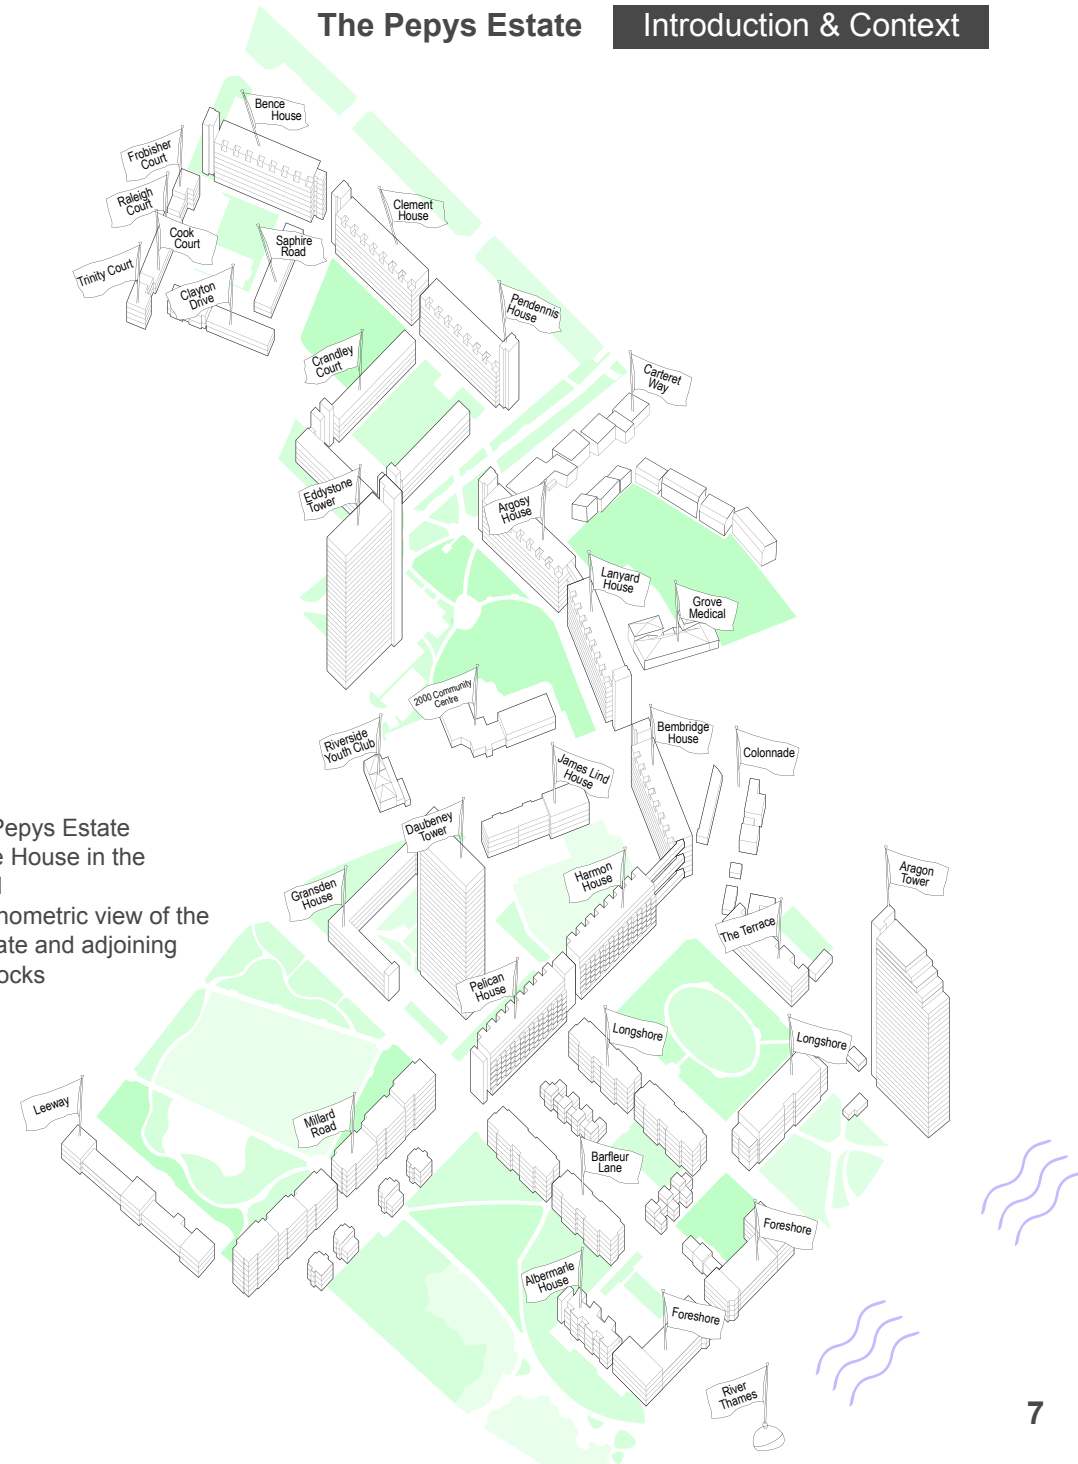 The Pepys Estate
Introduction & Context
Bence
House
Frobisher
Court
Raleigh
Court
Cook
Court
Clement
House
Saphire
Road
Trinity Court
Clayton
Drive
Pendennis
House
Crandley
Court
Carteret
Way
Eddystone
Tower
Argosy
House
Lanyard
House
Grove
Medical
2000 Community
Centre
Riverside
Youth Club
Bembridge
House
Colonnade
James Lind
House
Daubeney
Tower
Pepys Estate
e House in the
nometric view of the
ate and adjoining
ocks
Harmon
House
Gransden
House
Aragon
Tower
The Terrace
Pelican
House
Longshore
Longshore
Leeway
Millard
Road
Barfleur
Lane
Foreshore
Albermarle
House
Foreshore
River
Thames
7